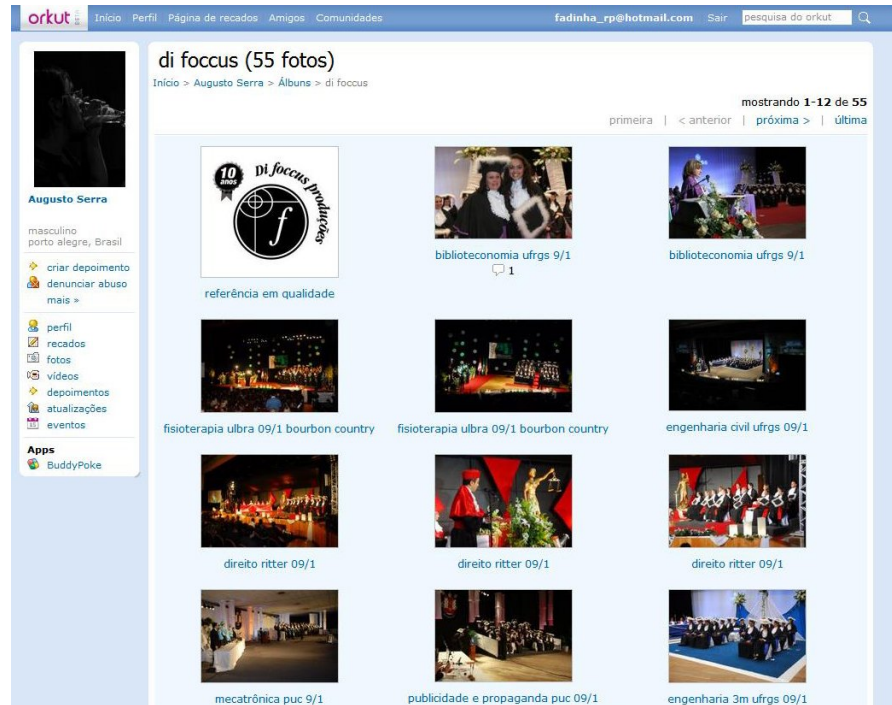 orkut BETA Início Perfil Página de recados Amigos Comunidades fadinha_rp@hotmail.com Sair pesquisa do orkut
di foccus (55 fotos)
Início > Augusto Serra > Álbuns > di foccus
mostrando 1-12 de 55
primeira | < anterior | próxima > | última
Augusto Serra
masculino
porto alegre, Brasil
criar depoimento
denunciar abuso
mais »
perfil
recados
fotos
vídeos
depoimentos
atualizações
eventos
Apps
BuddyPoke
10 anos
Di foccus produções
f
referência em qualidade
biblioteconomia ufrgs 9/1
1
biblioteconomia ufrgs 9/1
fisioterapia ulbra 09/1 bourbon country
fisioterapia ulbra 09/1 bourbon country
engenharia civil ufrgs 09/1
direito ritter 09/1
direito ritter 09/1
direito ritter 09/1
mecatrônica puc 9/1
publicidade e propaganda puc 09/1
engenharia 3m ufrgs 09/1